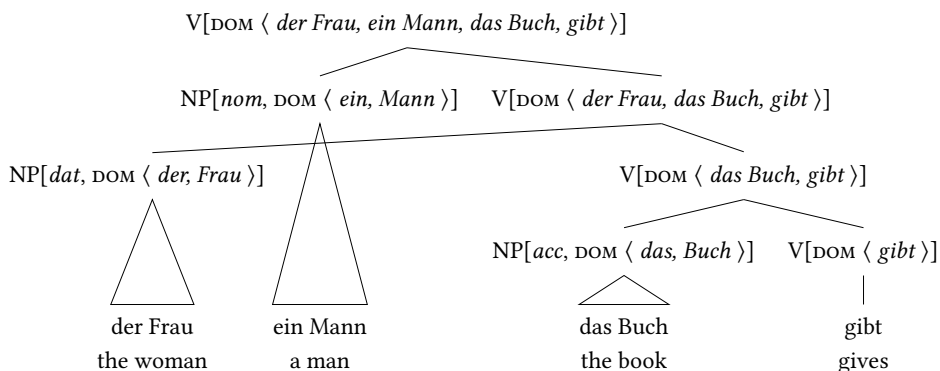 V[DOM ⟨ der Frau, ein Mann, das Buch, gibt ⟩]
NP[nom, DOM ⟨ ein, Mann ⟩] V[DOM ⟨ der Frau, das Buch, gibt ⟩]
NP[dat, DOM ⟨ der, Frau ⟩] V[DOM ⟨ das Buch, gibt ⟩]
NP[acc, DOM ⟨ das, Buch ⟩] V[DOM ⟨ gibt ⟩]
der Frau ein Mann das Buch gibt
the woman a man the book gives